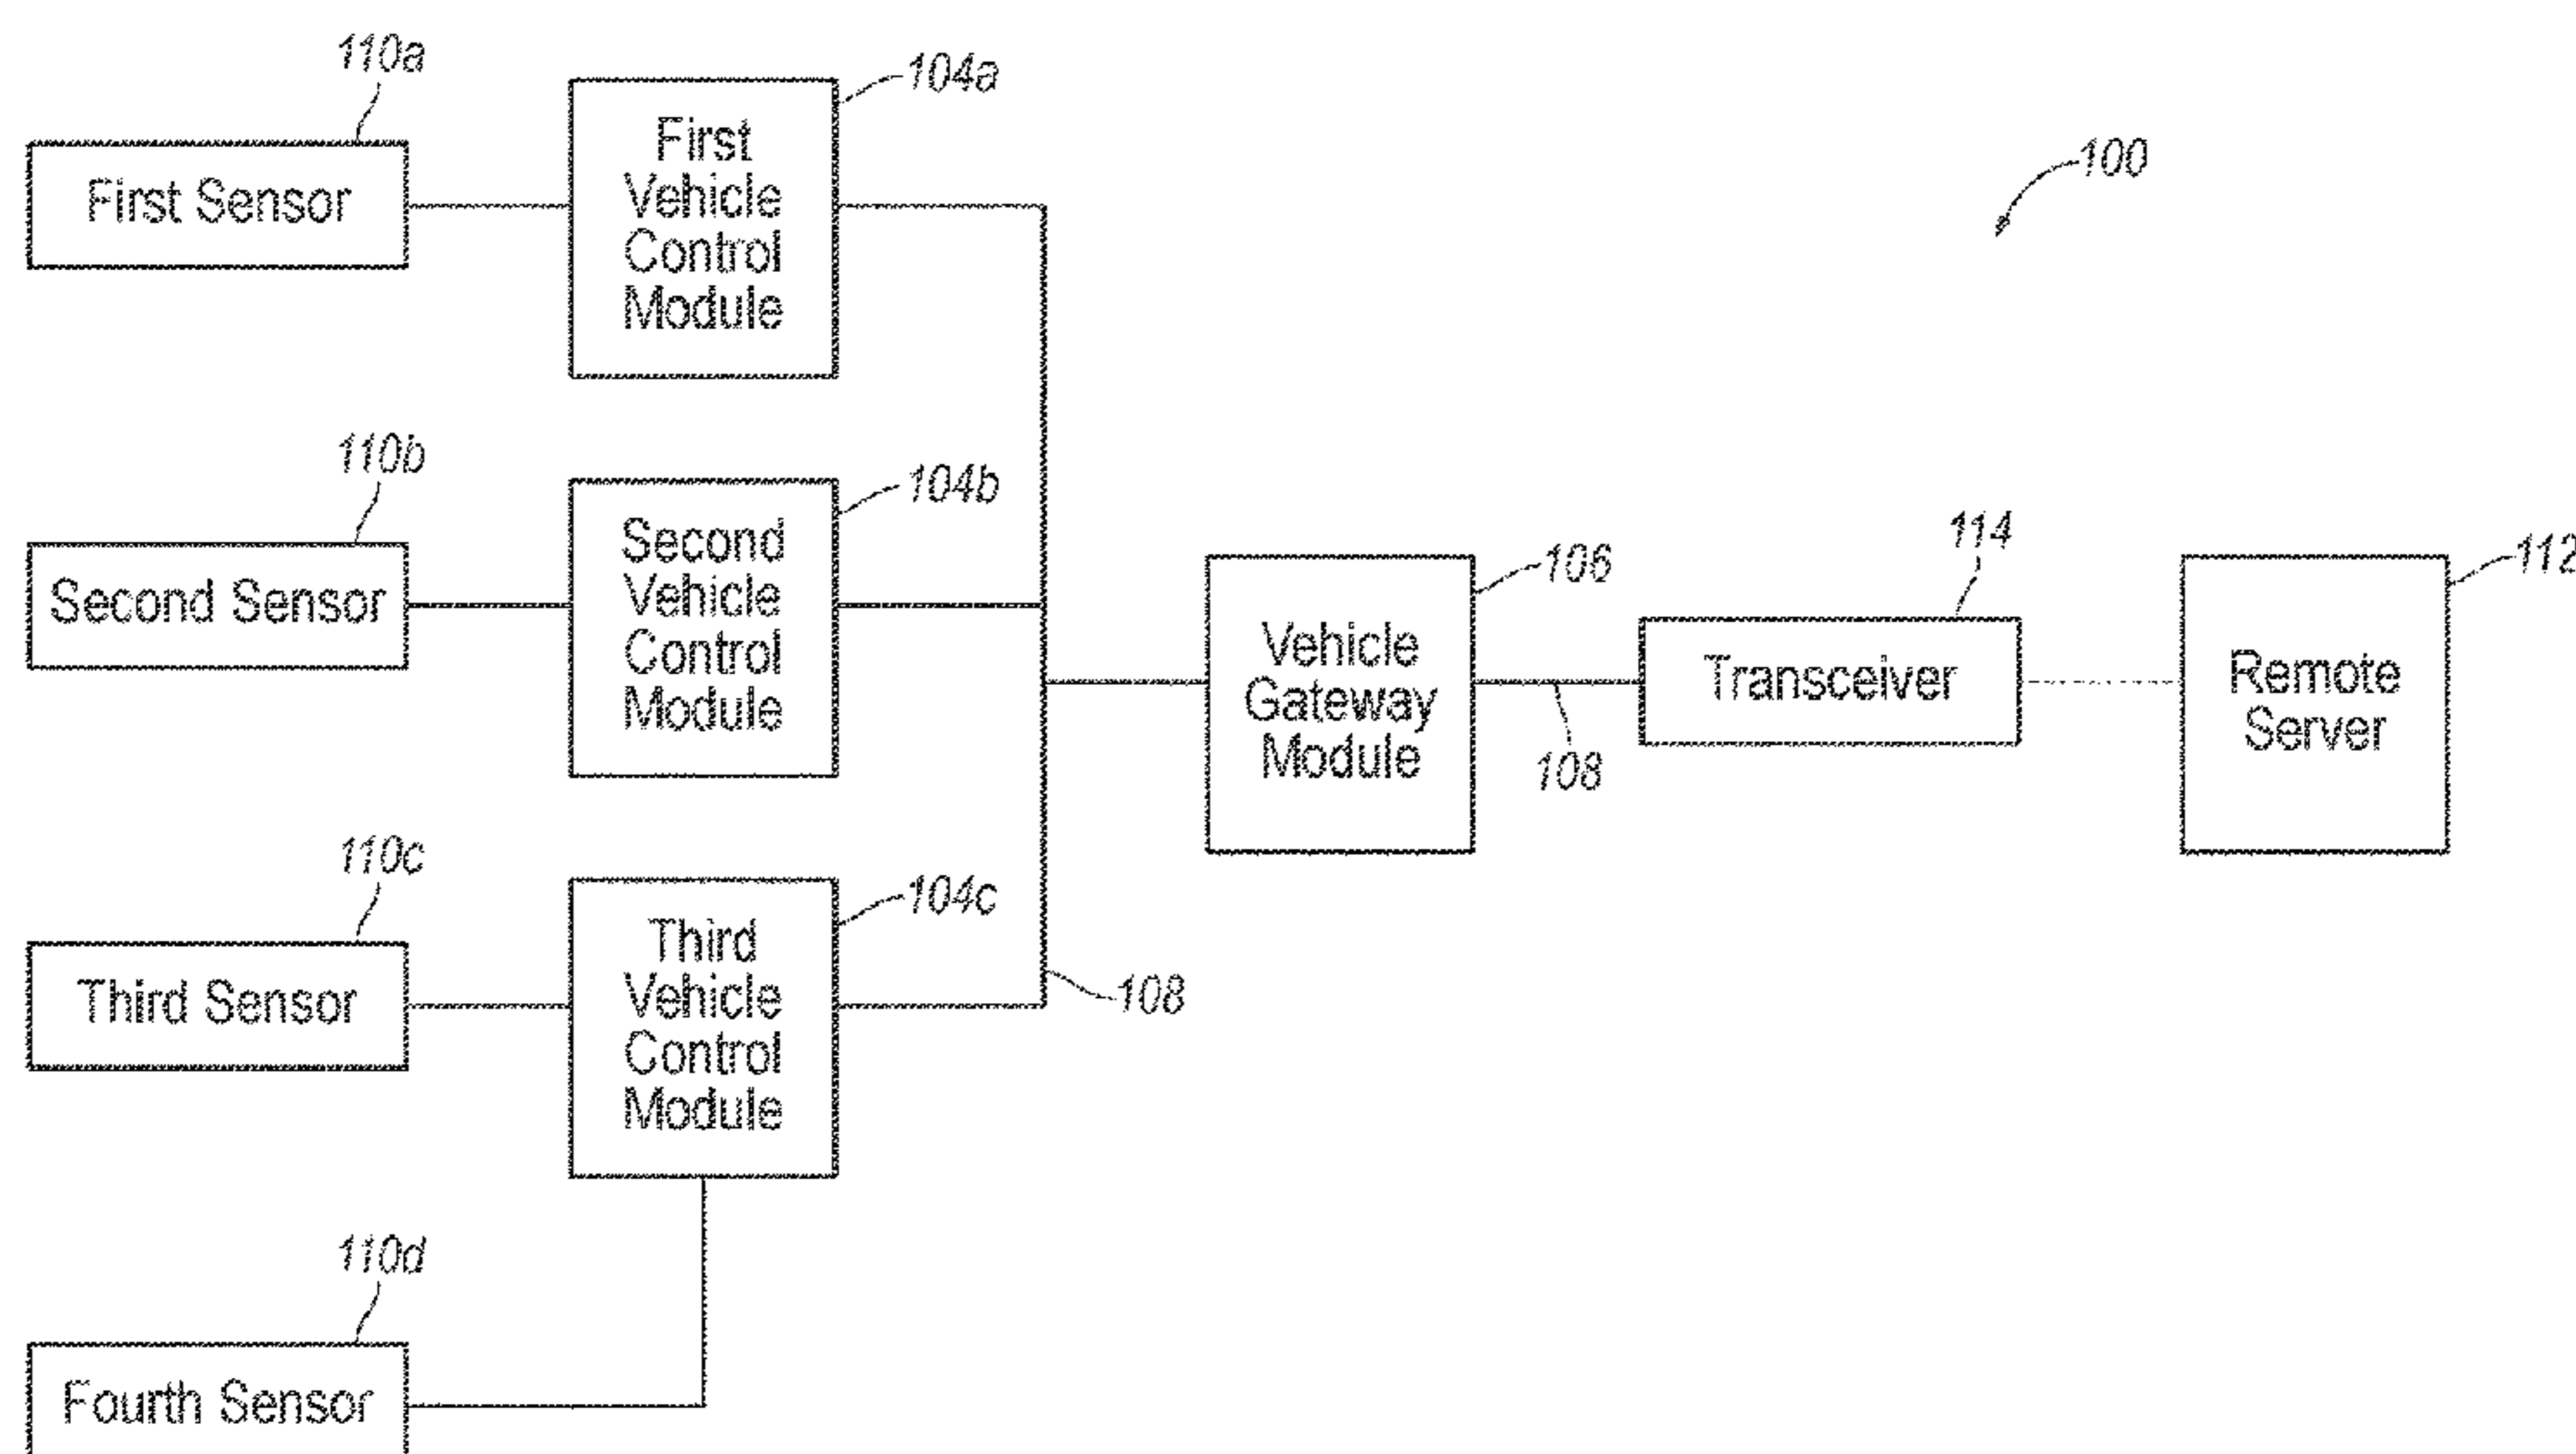 110a
First Sensor
104a
First
Vehicle
Control
Module
100
110b
Second Sensor
104b
Second
Vehicle
Control
Module
106
Vehicle
Gateway
Module
108
114
Transceiver
112
Remote
Server
110c
Third Sensor
104c
Third
Vehicle
Control
Module
108
110d
Fourth Sensor